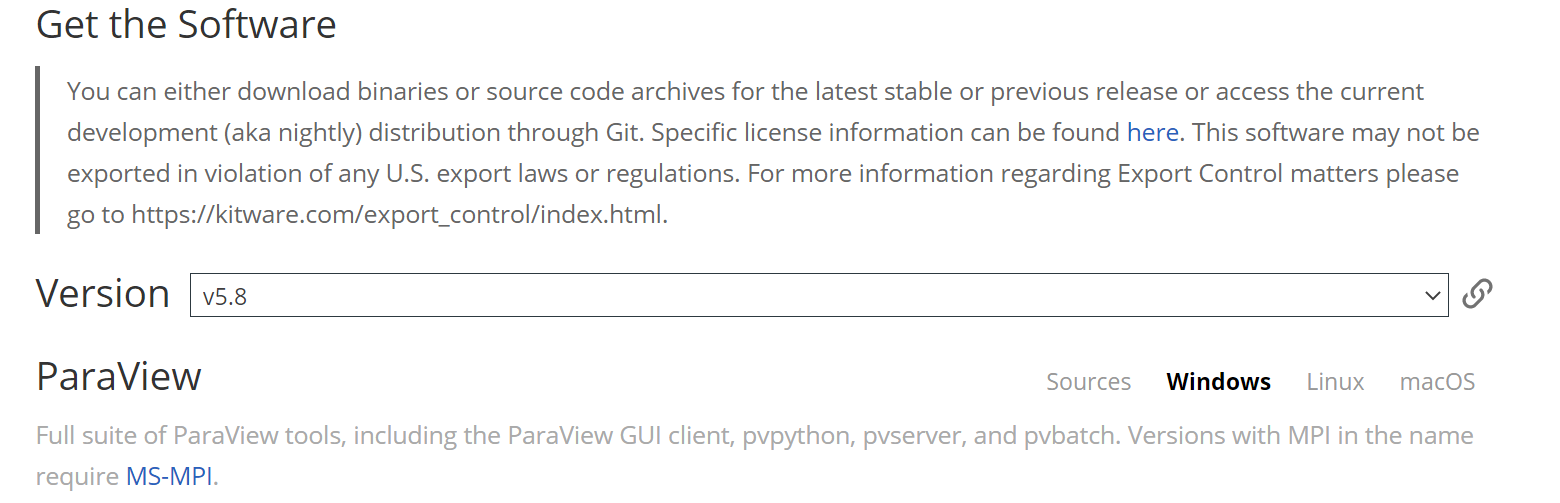 Get the Software
You can either download binaries or source code archives for the latest stable or previous release or access the current
development (aka nightly) distribution through Git. Specific license information can be found here. This software may not be
exported in violation of any U.S. export laws or regulations. For more information regarding Export Control matters please
go to https://kitware.com/export_control/index.html.
Version v5.8
ParaView Sources Windows Linux macOS
Full suite of ParaView tools, including the ParaView GUI client, pvpython, pvserver, and pvbatch. Versions with MPI in the name
require MS-MPI.